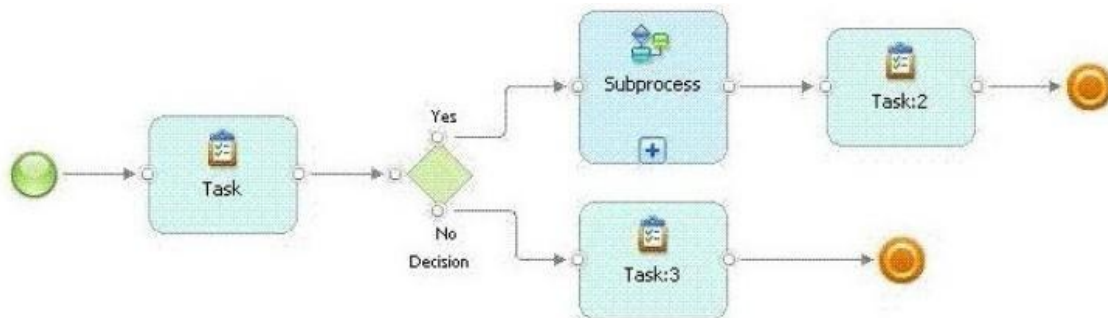 Task
Yes
No
Decision
Subprocess
Task:2
Task:3